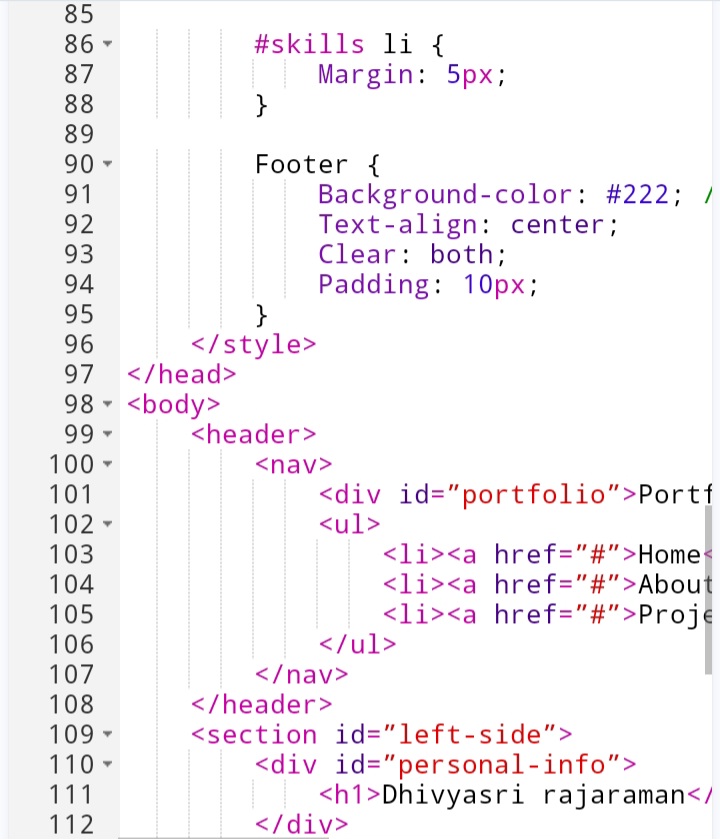 85
86 #skills li {
87 Margin: 5px;
88 }
89
90 Footer {
91 Background-color: #222; /
92 Text-align: center;
93 Clear: both;
94 Padding: 10px;
95 }
96 </style>
97 </head>
98 <body>
99 <header>
100 <nav>
101 <div id="portfolio">Portf
102 <ul>
103 <li><a href="#">Home<
104 <li><a href="#">About
105 <li><a href="#">Proje
106 </ul>
107 </nav>
108 </header>
109 <section id="left-side">
110 <div id="personal-info">
111 <h1>Dhivyasri rajaraman</
112 </div>